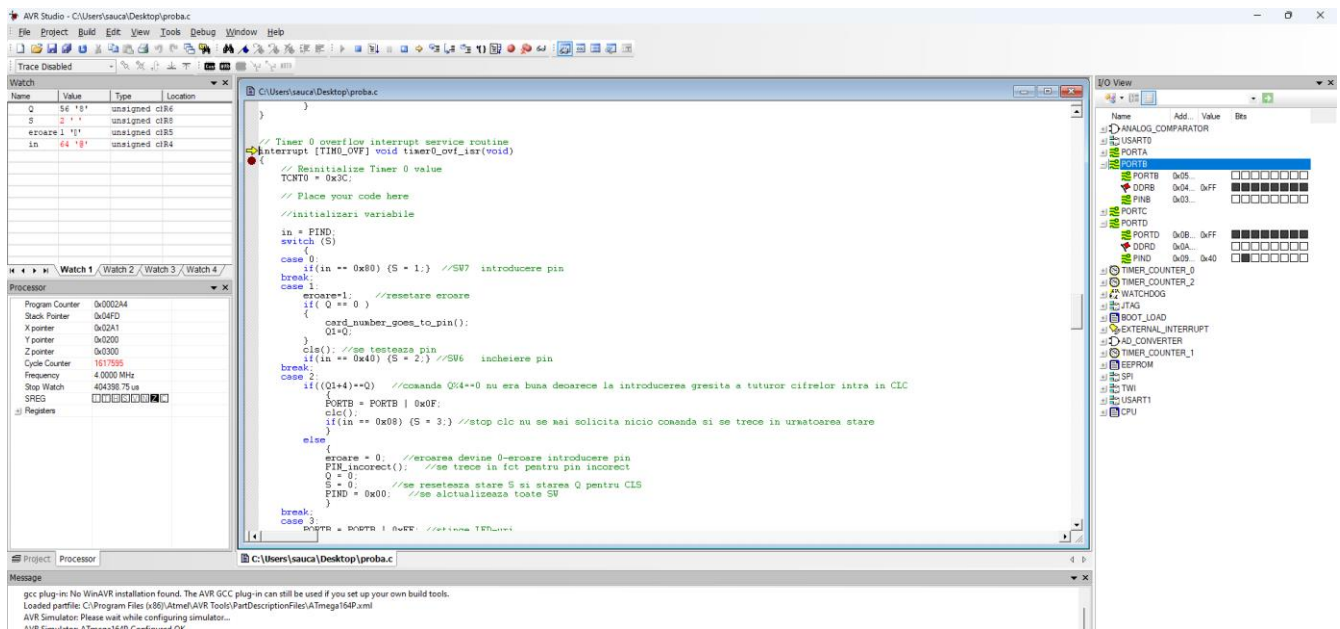 AVR Studio - C:\Users\sauca\Desktop\proba.c
File Project Build Edit View Tools Debug Window Help
Trace Disabled
Watch
Name Value Type Location
Q 56 '8' unsigned c R6
S 2 ' ' unsigned c R8
eroare 1 unsigned c R5
in 64 '@' unsigned c R4
Watch 1 Watch 2 Watch 3 Watch 4
Processor
Program Counter 0x0002A4
Stack Pointer 0x04FD
X pointer 0x02A1
Y pointer 0x0200
Z pointer 0x0300
Cycle Counter 1617595
Frequency 4.0000 MHz
Stop Watch 404398.75 us
SREG I T H S V N Z C
Registers
Project Processor
C:\Users\sauca\Desktop\proba.c
}
}
// Timer 0 overflow interrupt service routine
interrupt [TIM0_OVF] void timer0_ovf_isr(void)
{
// Reinitialize Timer 0 value
TCNT0 = 0x3C;
// Place your code here
//initializari variabile
in = PIND;
switch (S)
{
case 0:
if(in == 0x80) {S = 1;} //SW7 introducere pin
break;
case 1:
eroare=1; //resetare eroare
if( Q == 0 )
{
card_number_goes_to_pin();
Q1=Q;
}
cls(); //se testeaza pin
if(in == 0x40) {S = 2;} //SW6 incheiere pin
break;
case 2:
if((Q1+4)==Q) //comanda Q%4==0 nu era buna deoarece la introducerea gresita a tuturor cifrelor intra in CLC
{
PORTB = PORTB | 0x0F;
clc();
if(in == 0x08) {S = 3;} //stop clc nu se mai solicita nicio comanda si se trece in urmatoarea stare
}
else
{
eroare = 0; //eroarea devine 0-eroare introducere pin
PIN_incorect(); //se trece in fct pentru pin incorect
Q = 0;
S = 0; //se reseteaza stare S si starea Q pentru CLS
PIND = 0x00; //se alctualizeaza toate SW
}
break;
case 3:
PORTB = PORTB | 0xFF; //stinge LED-uri
C:\Users\sauca\Desktop\proba.c
I/O View
Name Add... Value Bits
ANALOG_COMPARATOR
USART0
PORTA
PORTB
PORTB 0x05...
DDRB 0x04... 0xFF
PINB 0x03...
PORTC
PORTD
PORTD 0x0B... 0xFF
DDRD 0x0A...
PIND 0x09... 0x40
TIMER_COUNTER_0
TIMER_COUNTER_2
WATCHDOG
JTAG
BOOT_LOAD
EXTERNAL_INTERRUPT
AD_CONVERTER
TIMER_COUNTER_1
EEPROM
SPI
TWI
USART1
CPU
Message
gcc plug-in: No WinAVR installation found. The AVR GCC plug-in can still be used if you set up your own build tools.
Loaded partfile: C:\Program Files (x86)\Atmel\AVR Tools\PartDescriptionFiles\ATmega164P.xml
AVR Simulator: Please wait while configuring simulator...
AVR Simulator: ATmega164P Configured OK